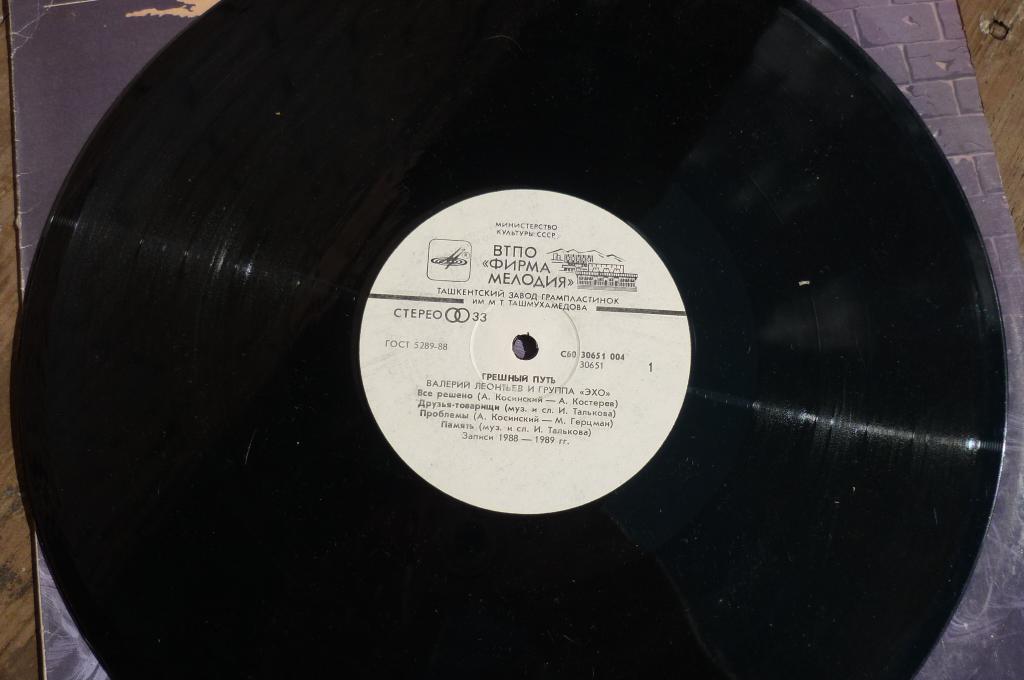 МИНИСТЕРСТВО
КУЛЬТУРЫ СССР
ВТПО
«ФИРМА
МЕЛОДИЯ»
ТАШКЕНТСКИЙ ЗАВОД ГРАМПЛАСТИНОК
ИМ М Т ТАШМУХАМЕДОВА
СТЕРЕО 33
ГОСТ 5289-88
С60 30651 004
30651
1
ГРЕШНЫЙ ПУТЬ
ВАЛЕРИЙ ЛЕОНТЬЕВ И ГРУППА «ЭХО»
Все решено (А. Косинский — А. Костерев)
Друзья-товарищи (муз. и сл. И. Талькова)
Проблемы (А. Косинский — М. Герцман)
Память (муз. и сл. И. Талькова)
Записи 1988 — 1989 гг.